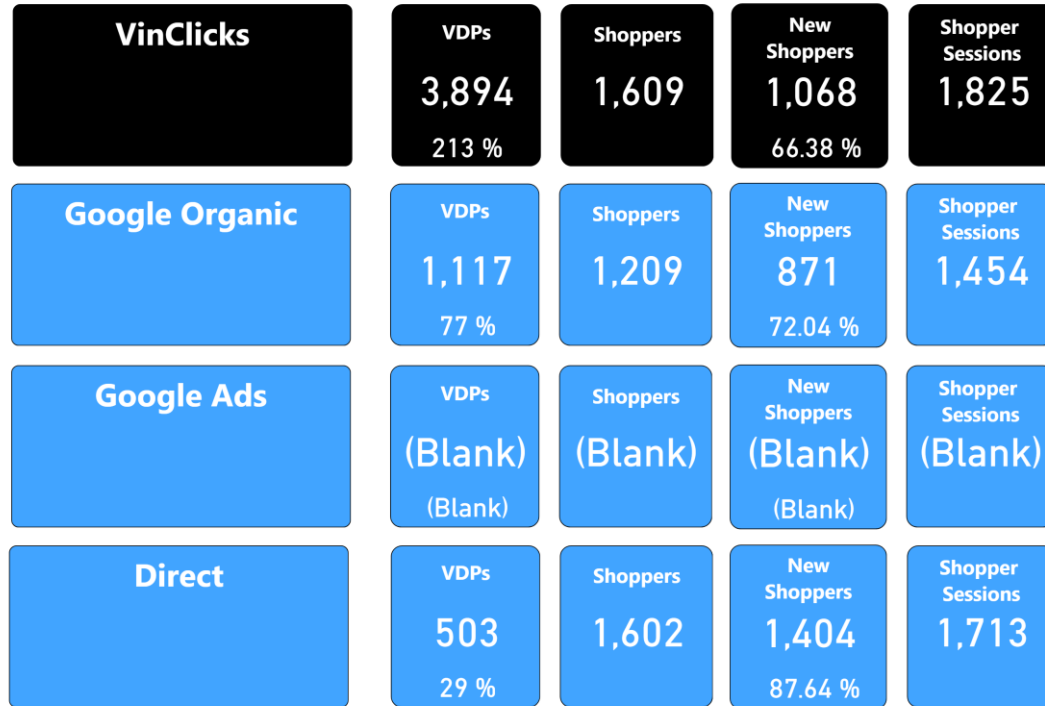 VinClicks
VDPs
3,894
213 %
Shoppers
1,609
New
Shoppers
1,068
66.38 %
Shopper
Sessions
1,825
Google Organic
VDPs
1,117
77 %
Shoppers
1,209
New
Shoppers
871
72.04 %
Shopper
Sessions
1,454
Google Ads
VDPs
(Blank)
(Blank)
Shoppers
(Blank)
New
Shoppers
(Blank)
(Blank)
Shopper
Sessions
(Blank)
Direct
VDPs
503
29 %
Shoppers
1,602
New
Shoppers
1,404
87.64 %
Shopper
Sessions
1,713